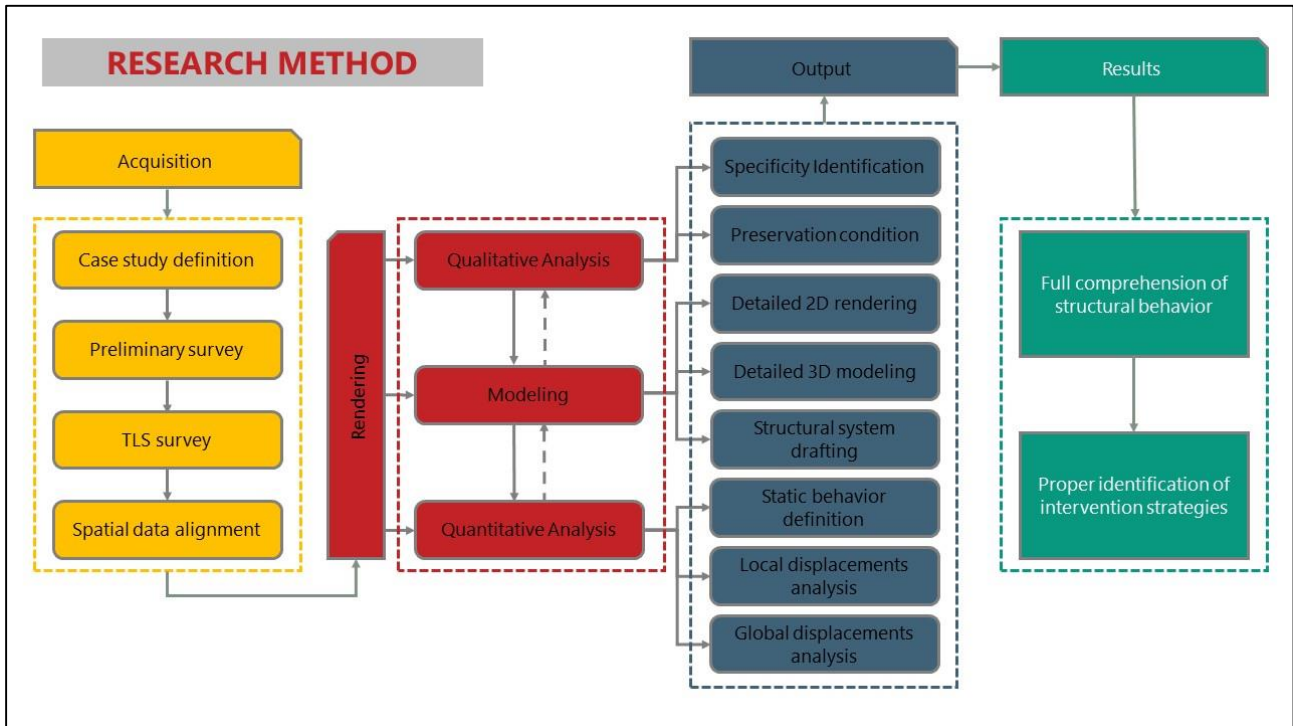 RESEARCH METHOD
Acquisition
Case study definition
Preliminary survey
TLS survey
Spatial data alignment
Rendering
Qualitative Analysis
Modeling
Quantitative Analysis
Output
Specificity Identification
Preservation condition
Detailed 2D rendering
Detailed 3D modeling
Structural system
drafting
Static behavior
definition
Local displacements
analysis
Global displacements
analysis
Results
Full comprehension of
structural behavior
Proper identification of
intervention strategies